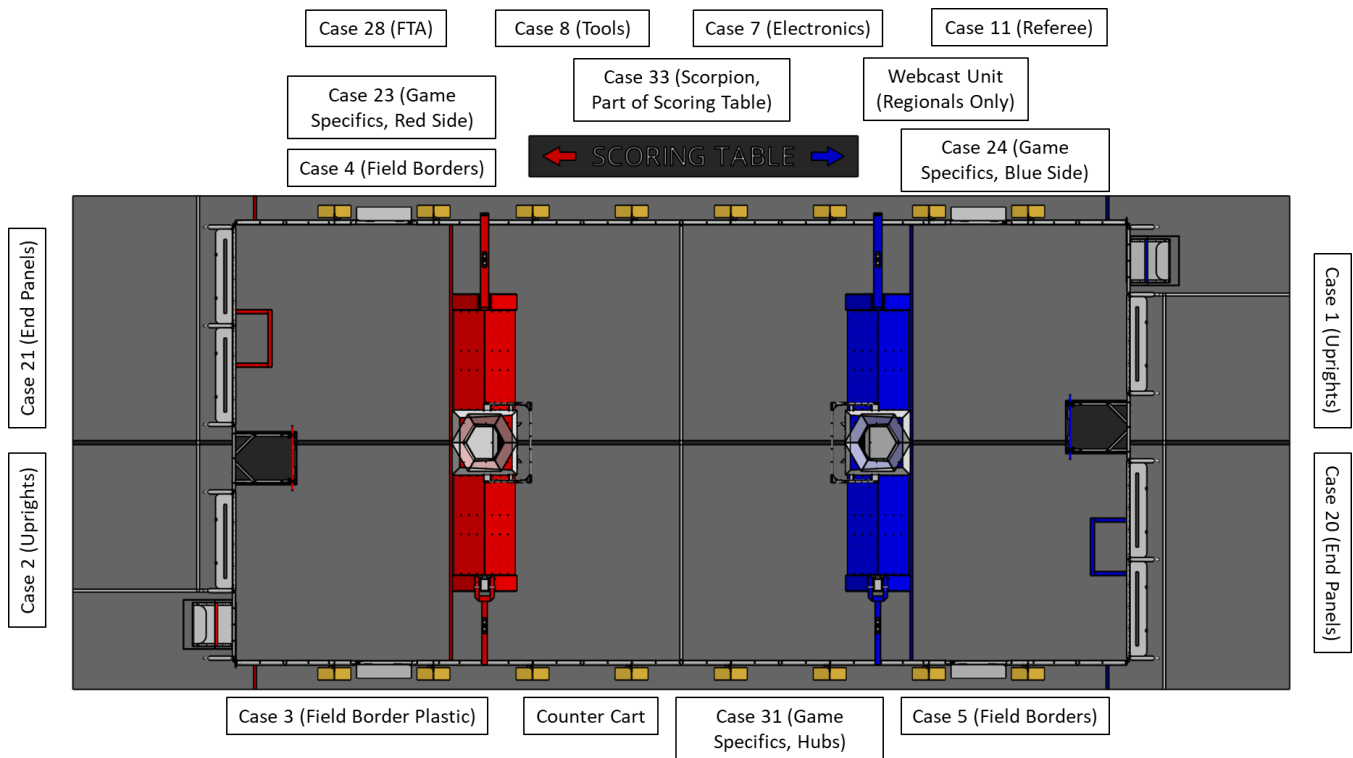 Case 28 (FTA)
Case 8 (Tools)
Case 7 (Electronics)
Case 11 (Referee)
Case 33 (Scorpion,
Part of Scoring Table)
Webcast Unit
(Regionals Only)
Case 23 (Game
Specifics, Red Side)
SCORING TABLE
Case 24 (Game
Specifics, Blue Side)
Case 4 (Field Borders)
Case 21 (End Panels)
Case 1 (Uprights)
Case 2 (Uprights)
Case 20 (End Panels)
Case 3 (Field Border Plastic)
Counter Cart
Case 31 (Game
Specifics, Hubs)
Case 5 (Field Borders)